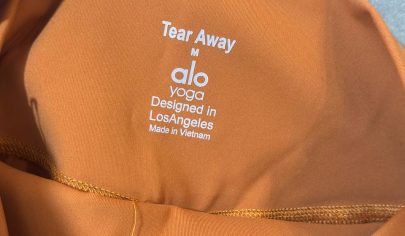 Tear Away
M
alo
yoga
Designed in
LosAngeles
Made in Vietnam